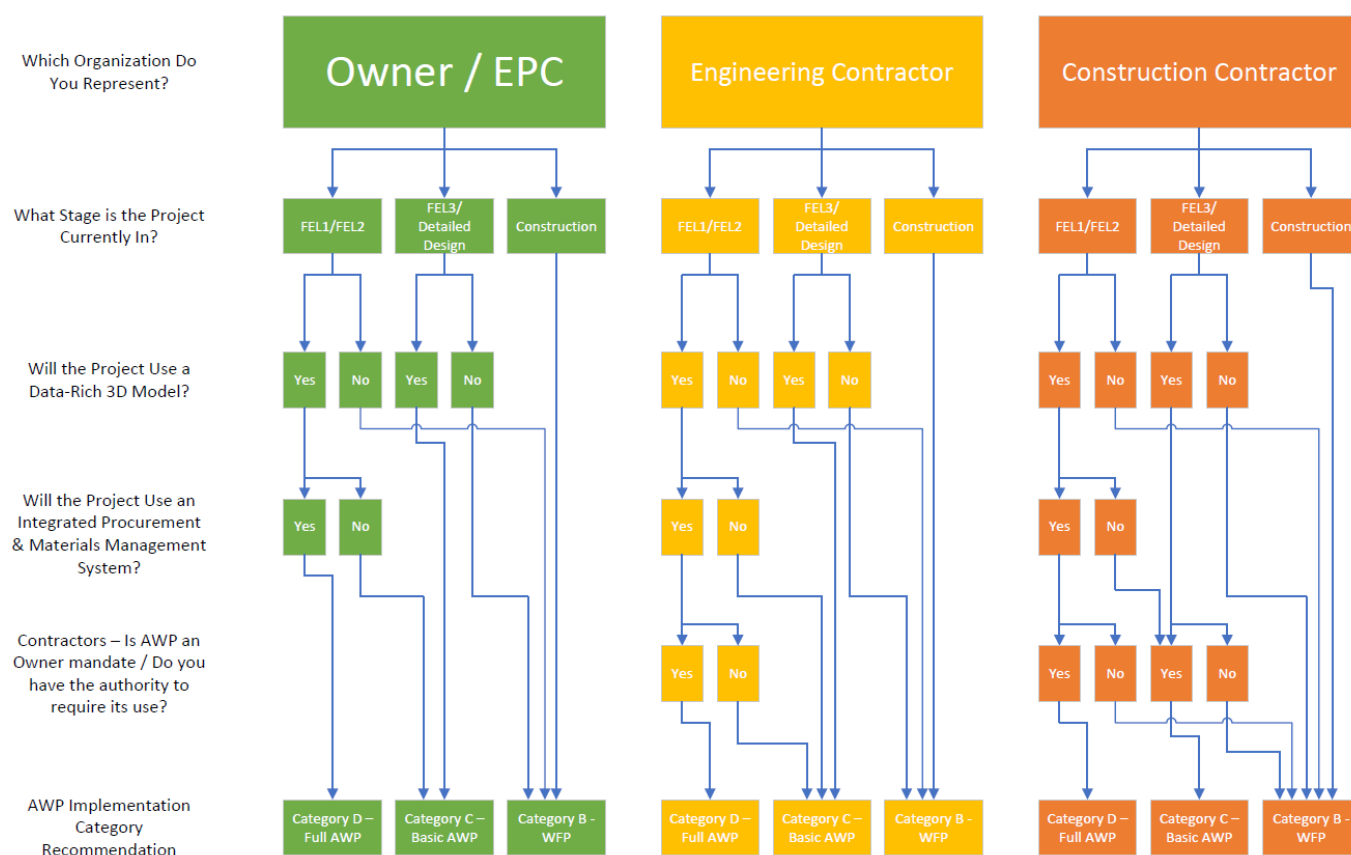 Which Organization Do
You Represent?
Owner / EPC
Engineering Contractor
Construction Contractor
What Stage is the Project
Currently In?
FEL1/FEL2
FEL3/
Detailed
Design
Construction
FEL1/FEL2
FEL3/
Detailed
Design
Construction
FEL1/FEL2
FEL3/
Detailed
Design
Construction
Will the Project Use a
Data-Rich 3D Model?
Yes
No
Yes
No
Yes
No
Yes
No
Yes
No
Yes
No
Will the Project Use an
Integrated Procurement
& Materials Management
System?
Yes
No
Yes
No
Yes
No
Contractors – Is AWP an
Owner mandate / Do you
have the authority to
require its use?
Yes
No
Yes
No
Yes
No
AWP Implementation
Category
Recommendation
Category D –
Full AWP
Category C –
Basic AWP
Category B -
WFP
Category D –
Full AWP
Category C –
Basic AWP
Category B -
WFP
Category D –
Full AWP
Category C –
Basic AWP
Category B -
WFP